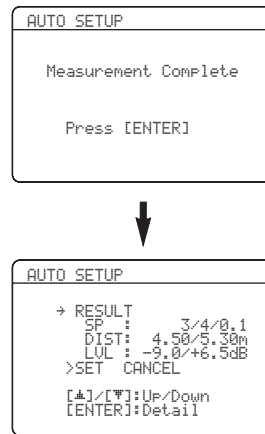 AUTO SETUP
Measurement Complete
Press [ENTER]
AUTO SETUP
→ RESULT
SP : 3/4/0.1
DIST: 4.50/5.30m
LVL : -9.0/+6.5dB
>SET CANCEL
[▲]/[▼]:Up/Down
[ENTER]:Detail